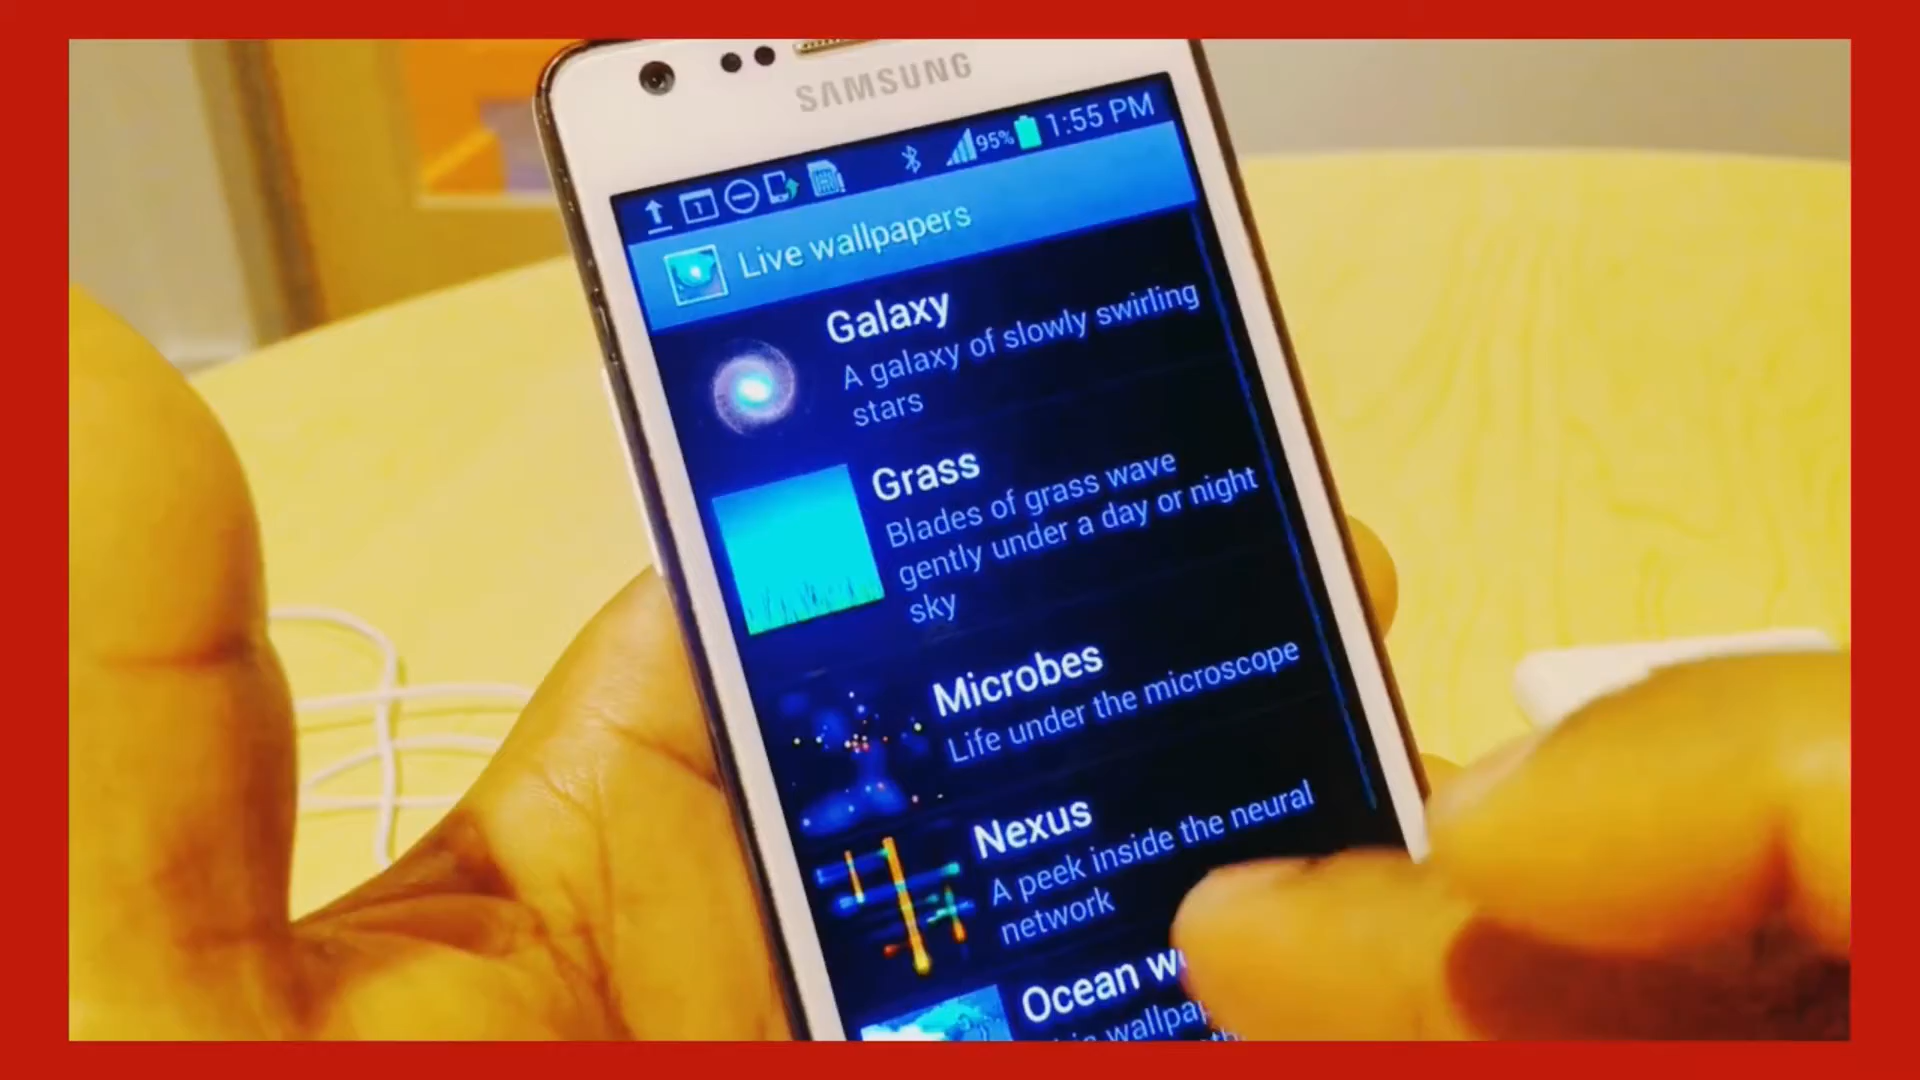 SAMSUNG
1
95%
1:55 PM
Live wallpapers
Galaxy
A galaxy of slowly swirling
stars
Grass
Blades of grass wave
gently under a day or night
sky
Microbes
Life under the microscope
Nexus
A peek inside the neural
network
Ocean